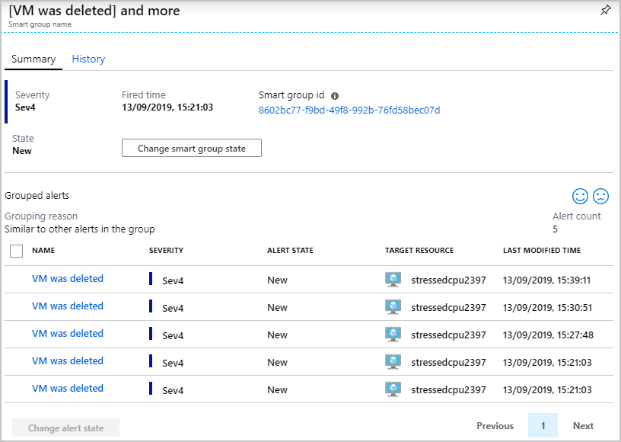 [VM was deleted] and more
Smart group name
Summary History
Severity Fired time Smart group id
Sev4 13/09/2019, 15:21:03 8602bc77-f9bd-49f8-992b-76fd58bec07d
State
New Change smart group state
Grouped alerts
Grouping reason Alert count
Similar to other alerts in the group 5
NAME SEVERITY ALERT STATE TARGET RESOURCE LAST MODIFIED TIME
VM was deleted Sev4 New stressedcpu2397 13/09/2019, 15:39:11
VM was deleted Sev4 New stressedcpu2397 13/09/2019, 15:30:51
VM was deleted Sev4 New stressedcpu2397 13/09/2019, 15:27:48
VM was deleted Sev4 New stressedcpu2397 13/09/2019, 15:21:03
VM was deleted Sev4 New stressedcpu2397 13/09/2019, 15:21:03
Change alert state Previous 1 Next